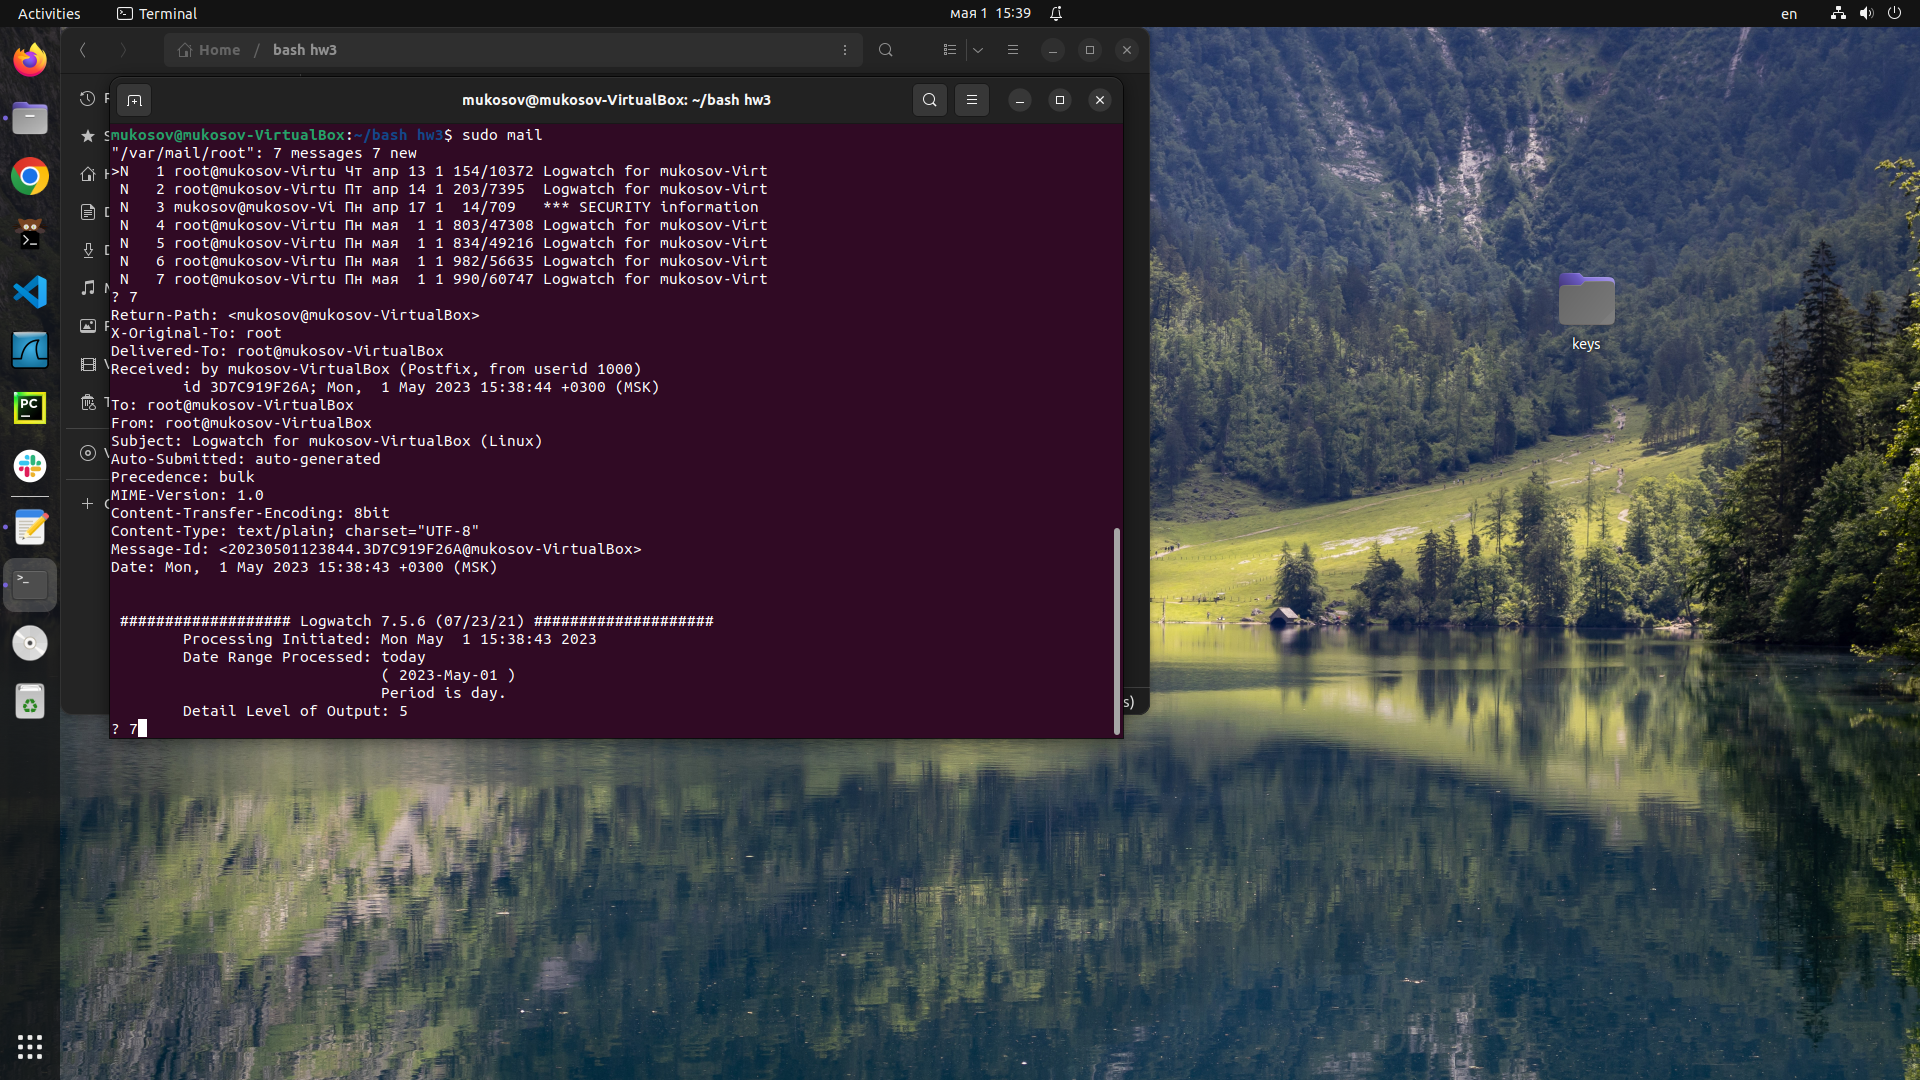 Activities
Terminal
мая 1 15:39
en
Home / bash hw3
mukosov@mukosov-VirtualBox: ~/bash hw3
mukosov@mukosov-VirtualBox:~/bash hw3$ sudo mail
"/var/mail/root": 7 messages 7 new
>N   1 root@mukosov-Virtu Чт апр 13 1 154/10372 Logwatch for mukosov-Virt
 N   2 root@mukosov-Virtu Пт апр 14 1 203/7395  Logwatch for mukosov-Virt
 N   3 mukosov@mukosov-Vi Пн апр 17 1  14/709   *** SECURITY information
 N   4 root@mukosov-Virtu Пн мая  1 1 803/47308 Logwatch for mukosov-Virt
 N   5 root@mukosov-Virtu Пн мая  1 1 834/49216 Logwatch for mukosov-Virt
 N   6 root@mukosov-Virtu Пн мая  1 1 982/56635 Logwatch for mukosov-Virt
 N   7 root@mukosov-Virtu Пн мая  1 1 990/60747 Logwatch for mukosov-Virt
? 7
Return-Path: <mukosov@mukosov-VirtualBox>
X-Original-To: root
Delivered-To: root@mukosov-VirtualBox
Received: by mukosov-VirtualBox (Postfix, from userid 1000)
        id 3D7C919F26A; Mon,  1 May 2023 15:38:44 +0300 (MSK)
To: root@mukosov-VirtualBox
From: root@mukosov-VirtualBox
Subject: Logwatch for mukosov-VirtualBox (Linux)
Auto-Submitted: auto-generated
Precedence: bulk
MIME-Version: 1.0
Content-Transfer-Encoding: 8bit
Content-Type: text/plain; charset="UTF-8"
Message-Id: <20230501123844.3D7C919F26A@mukosov-VirtualBox>
Date: Mon,  1 May 2023 15:38:43 +0300 (MSK)
 ################### Logwatch 7.5.6 (07/23/21) ####################
        Processing Initiated: Mon May  1 15:38:43 2023
        Date Range Processed: today
                              ( 2023-May-01 )
                              Period is day.
        Detail Level of Output: 5
? 7
s)
keys
PC